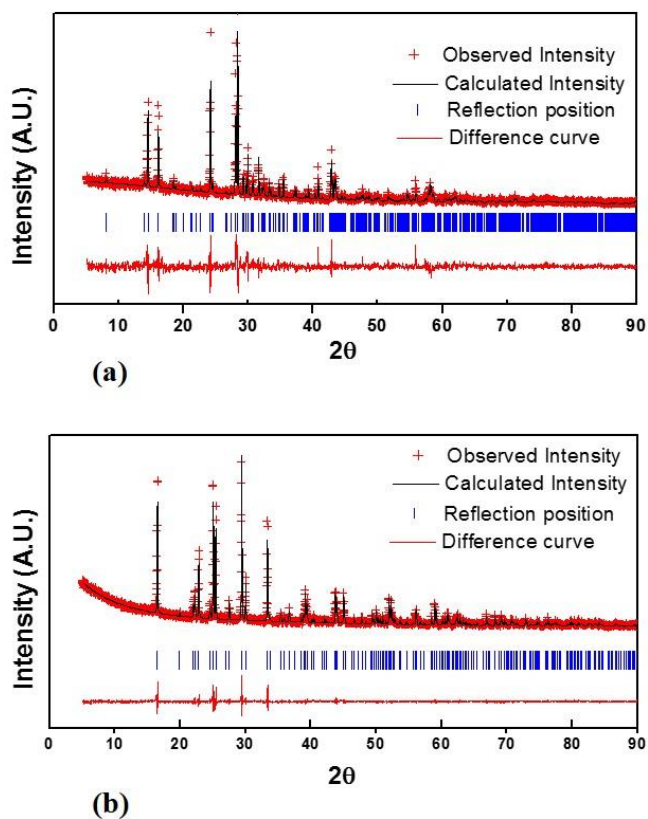 Intensity (A.U.)
Observed Intensity
Calculated Intensity
Reflection position
Difference curve
0 10 20 30 40 50 60 70 80 90
2θ
(a)
Intensity (A.U.)
Observed Intensity
Calculated Intensity
Reflection position
Difference curve
0 10 20 30 40 50 60 70 80 90
2θ
(b)